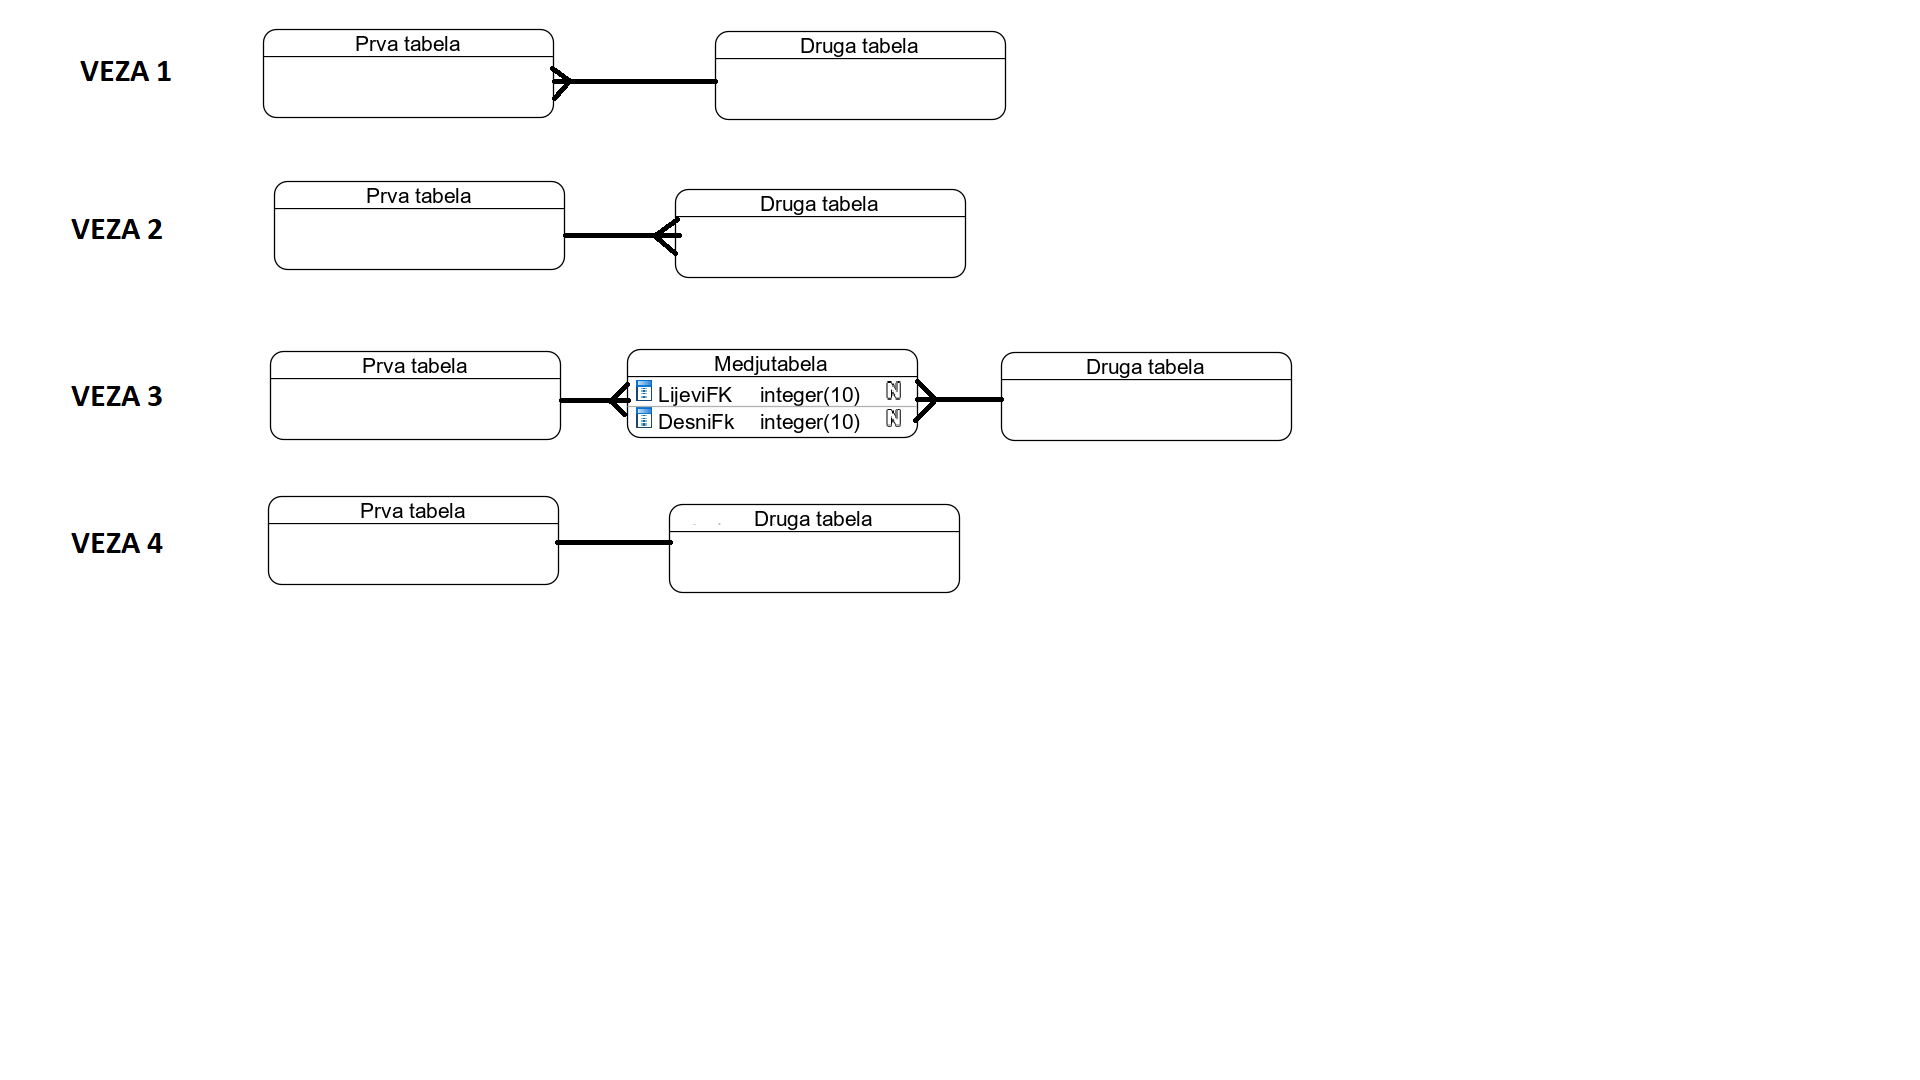 VEZA 1
Prva tabela
Druga tabela
VEZA 2
Prva tabela
Druga tabela
VEZA 3
Prva tabela
Medjutabela
LijeviFK integer(10) N
DesniFk integer(10) N
Druga tabela
VEZA 4
Prva tabela
Druga tabela